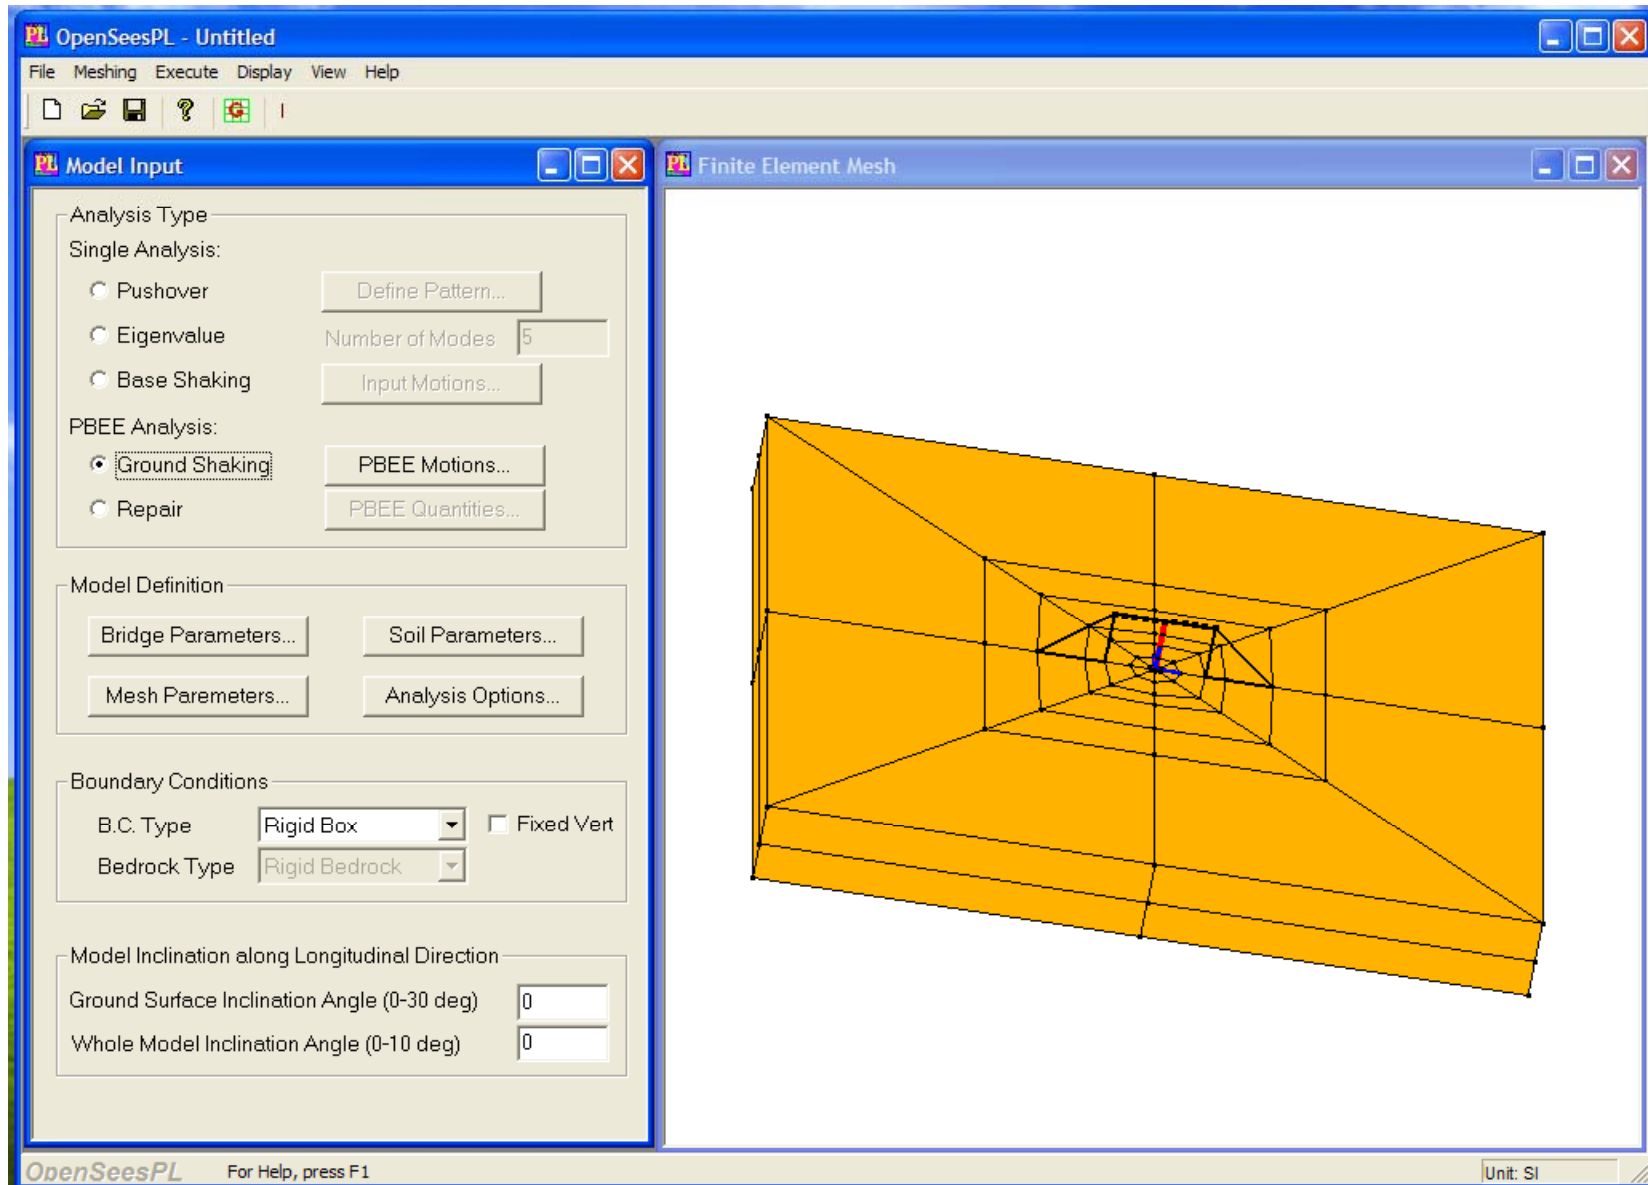 PL OpenSeesPL - Untitled
File Meshing Execute Display View Help
? G
PL Model Input
Analysis Type
Single Analysis:
Pushover Define Pattern...
Eigenvalue Number of Modes 5
Base Shaking Input Motions...
PBEE Analysis:
Ground Shaking PBEE Motions...
Repair PBEE Quantities...
Model Definition
Bridge Parameters... Soil Parameters...
Mesh Paremeters... Analysis Options...
Boundary Conditions
B.C. Type Rigid Box Fixed Vert
Bedrock Type Rigid Bedrock
Model Inclination along Longitudinal Direction
Ground Surface Inclination Angle (0-30 deg) 0
Whole Model Inclination Angle (0-10 deg) 0
PL Finite Element Mesh
OpenSeesPL For Help, press F1 Unit: SI